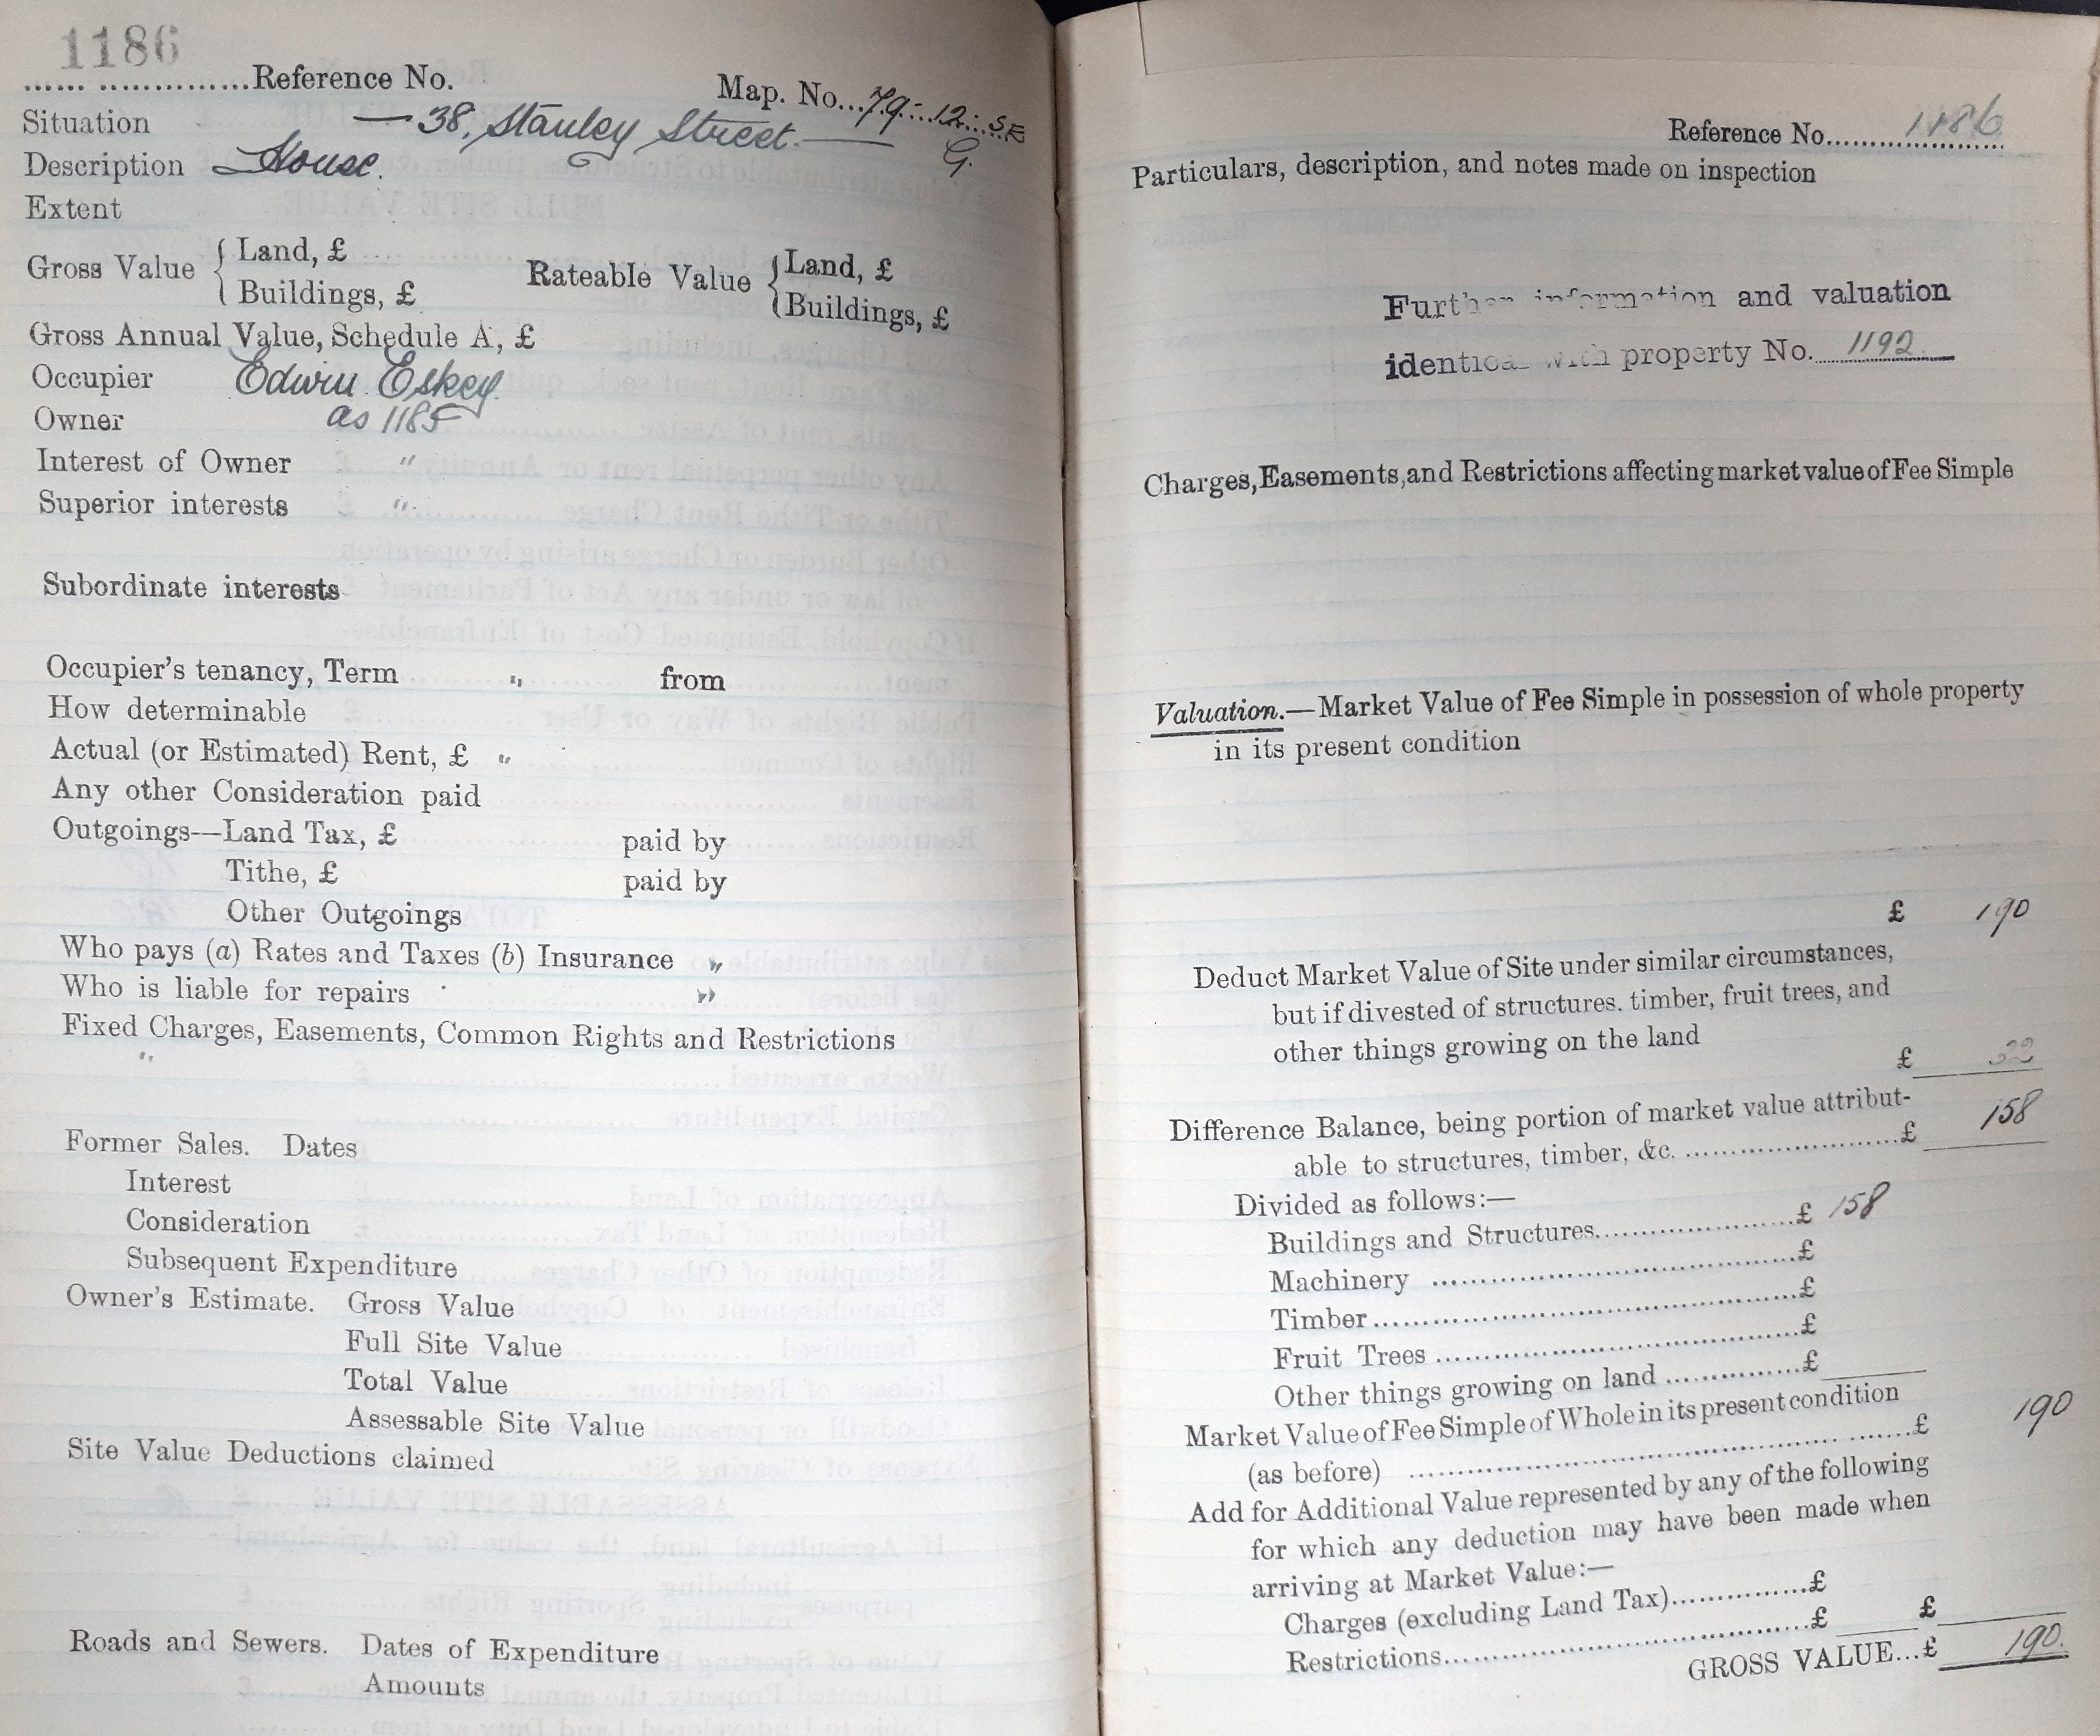 1186
Reference No.
Map. No. 79:12:SE
G.
Situation — 38, Stanley Street. —
Description House.
Extent
Gross Value { Land, £
Buildings, £
Rateable Value { Land, £
Buildings, £
Gross Annual Value, Schedule A, £
Occupier Edwin Eskey.
Owner as 1185
Interest of Owner "
Superior interests "
Subordinate interests
Occupier's tenancy, Term " from
How determinable
Actual (or Estimated) Rent, £ "
Any other Consideration paid
Outgoings—Land Tax, £ paid by
Tithe, £ paid by
Other Outgoings
Who pays (a) Rates and Taxes (b) Insurance "
Who is liable for repairs "
Fixed Charges, Easements, Common Rights and Restrictions
"
Former Sales. Dates
Interest
Consideration
Subsequent Expenditure
Owner's Estimate. Gross Value
Full Site Value
Total Value
Assessable Site Value
Site Value Deductions claimed
Roads and Sewers. Dates of Expenditure
Amounts
Reference No. 1186
Particulars, description, and notes made on inspection
Further information and valuation
identical with property No. 1192
Charges, Easements, and Restrictions affecting market value of Fee Simple
Valuation.—Market Value of Fee Simple in possession of whole property
in its present condition
£ 190
Deduct Market Value of Site under similar circumstances,
but if divested of structures. timber, fruit trees, and
other things growing on the land
£ 32
Difference Balance, being portion of market value attribut-
able to structures, timber, &c. £ 158
Divided as follows:—
Buildings and Structures £ 158
Machinery £
Timber £
Fruit Trees £
Other things growing on land £
Market Value of Fee Simple of Whole in its present condition
(as before) £ 190
Add for Additional Value represented by any of the following
for which any deduction may have been made when
arriving at Market Value:—
Charges (excluding Land Tax) £
Restrictions £ £
GROSS VALUE...£ 190.